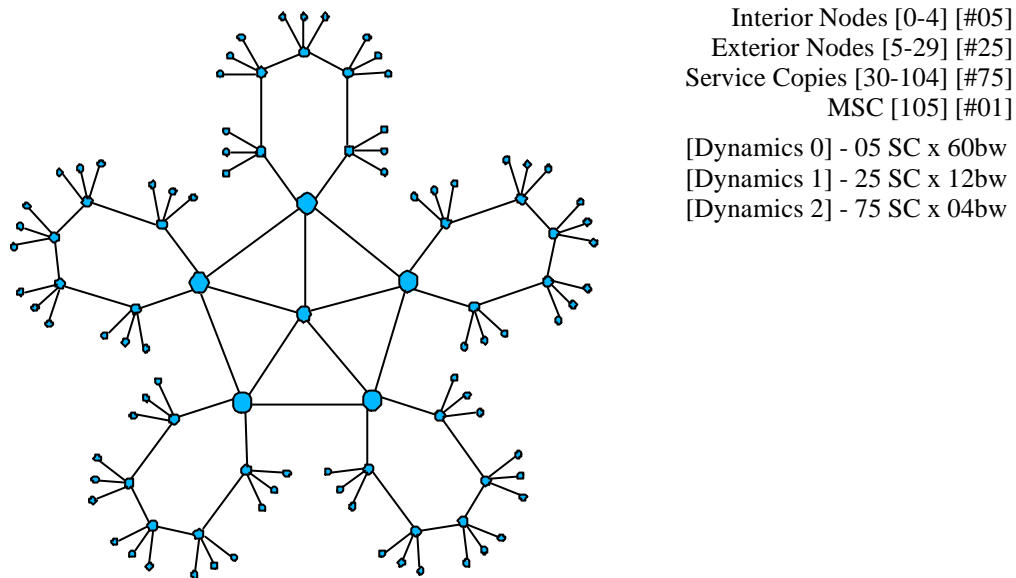 Interior Nodes [0-4] [#05]
Exterior Nodes [5-29] [#25]
Service Copies [30-104] [#75]
MSC [105] [#01]
[Dynamics 0] - 05 SC x 60bw
[Dynamics 1] - 25 SC x 12bw
[Dynamics 2] - 75 SC x 04bw